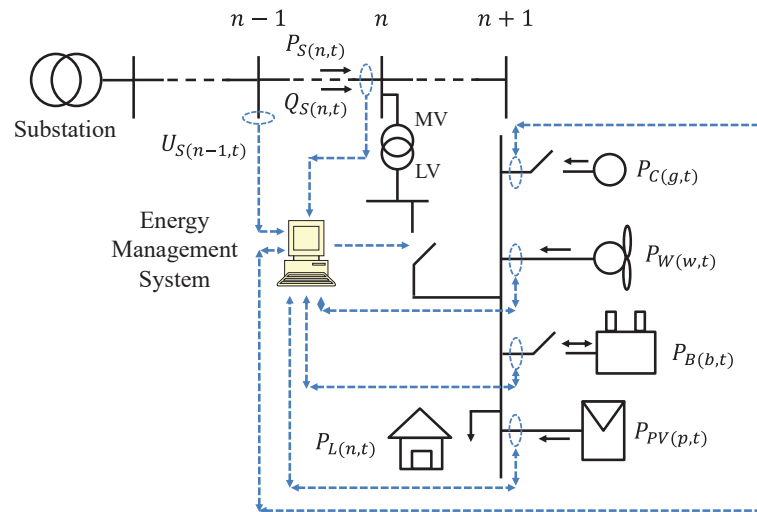 n − 1
n
n + 1
P_{S(n,t)}
Q_{S(n,t)}
Substation
U_{S(n−1,t)}
MV
LV
P_{C(g,t)}
Energy
Management
System
P_{W(w,t)}
P_{B(b,t)}
P_{L(n,t)}
P_{PV(p,t)}